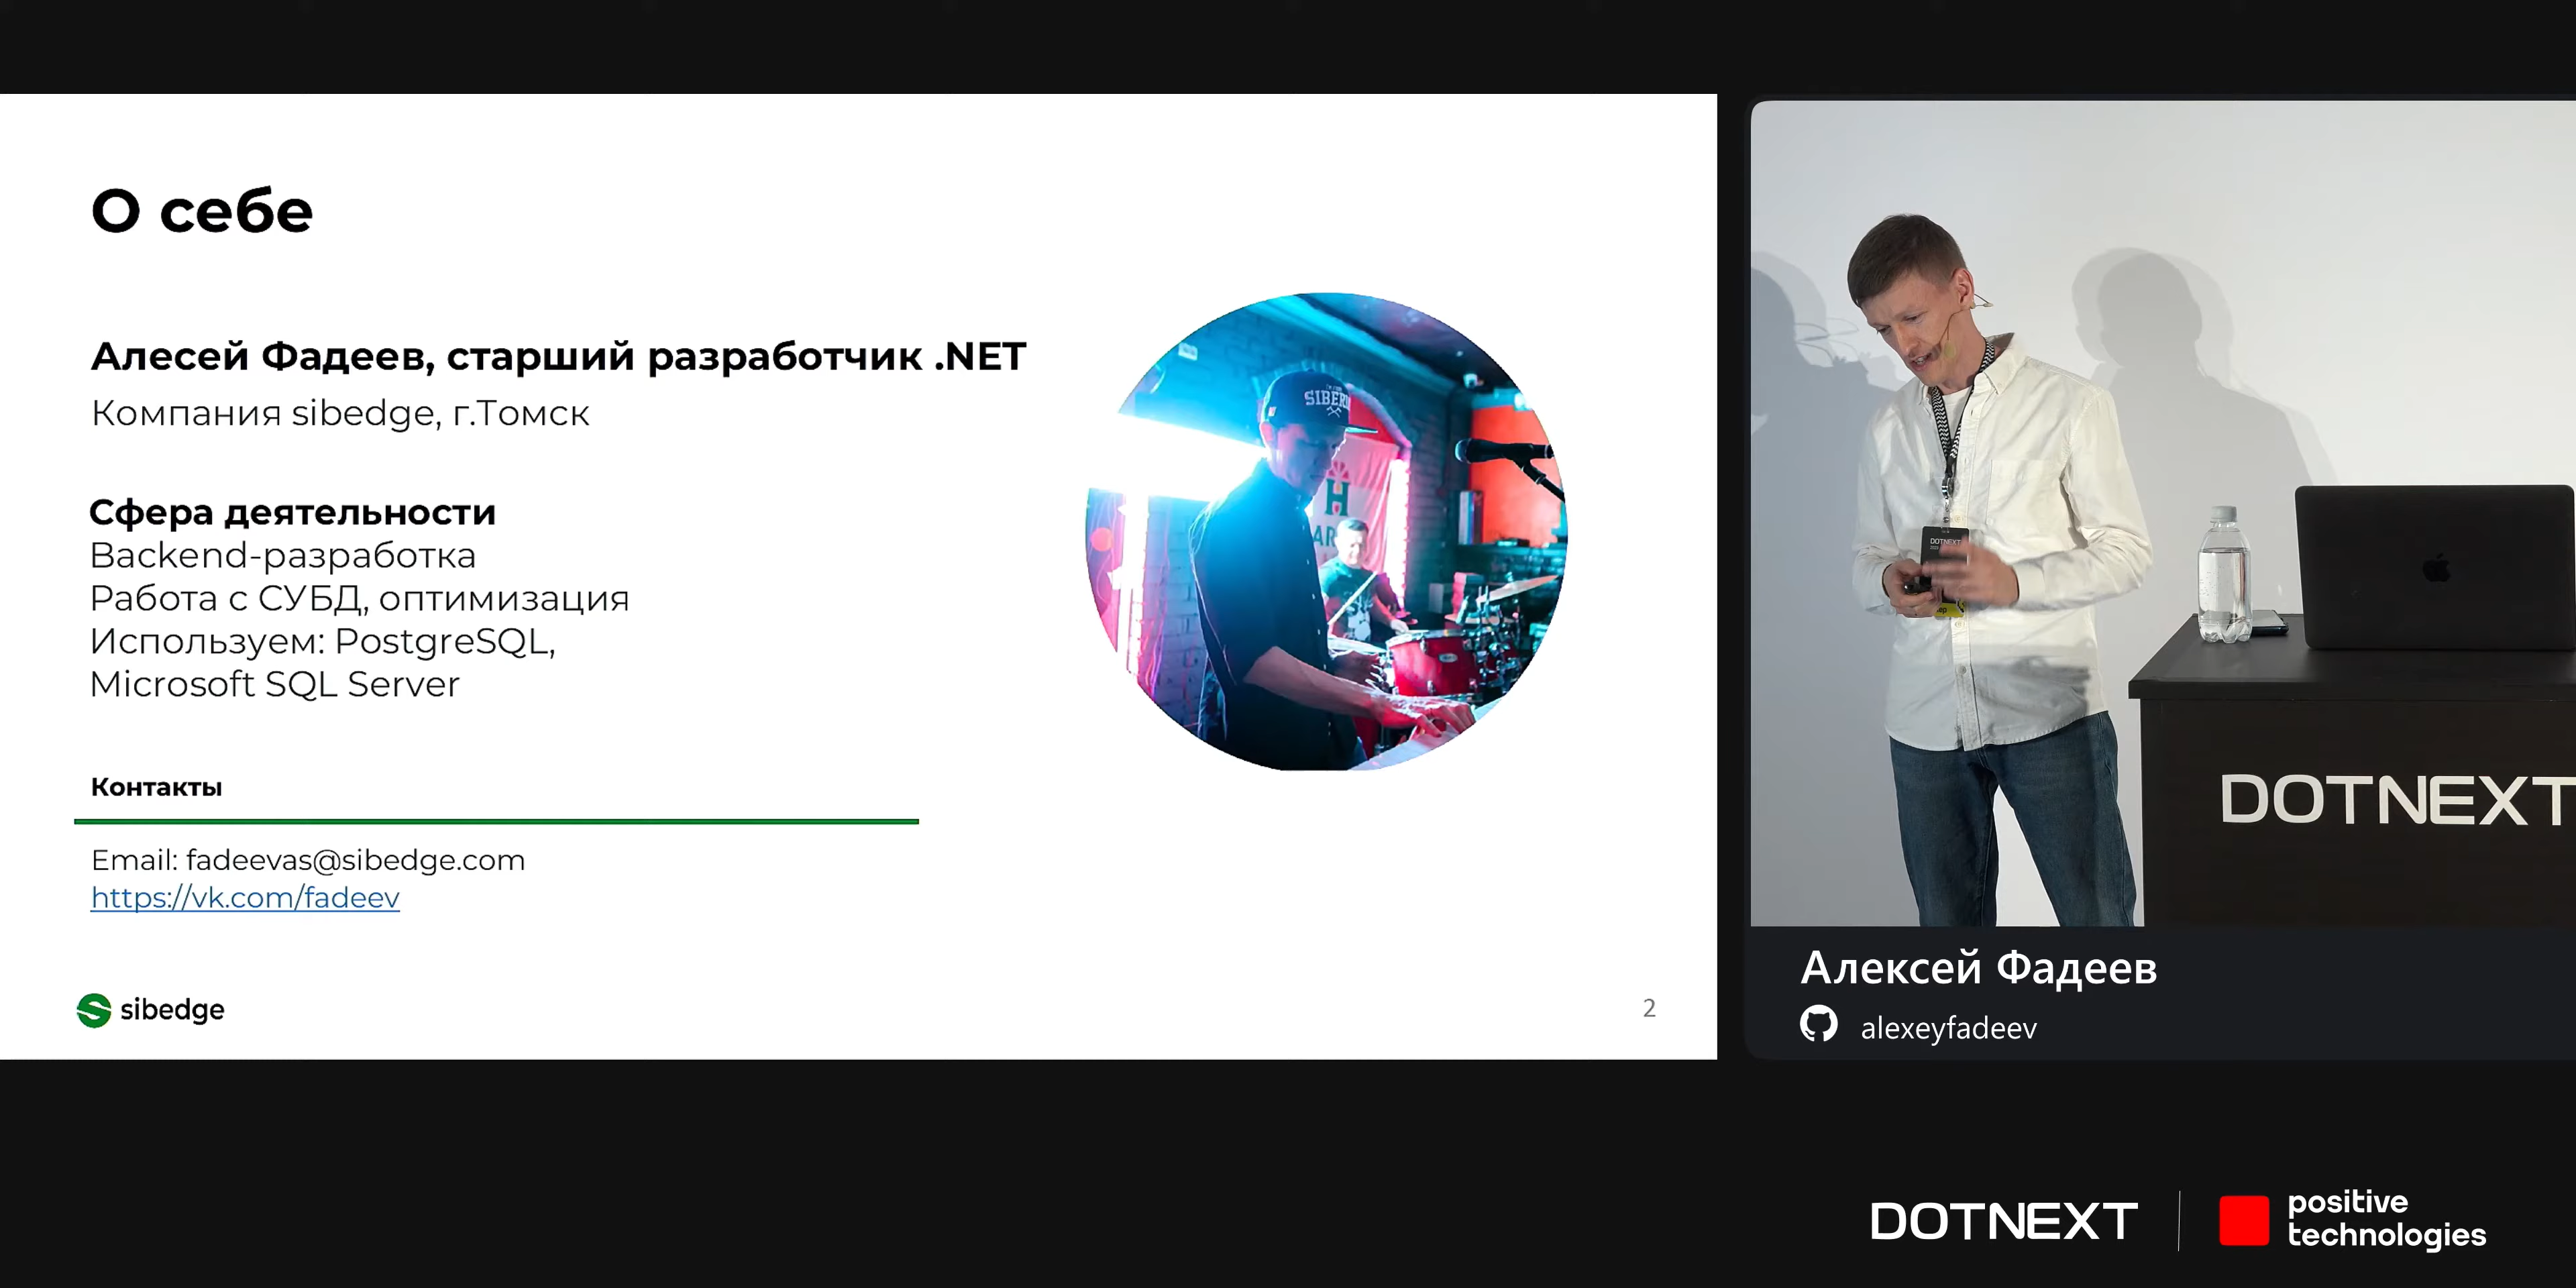 О себе
Алесей Фадеев, старший разработчик .NET
Компания sibedge, г.Томск
Сфера деятельности
Backend-разработка
Работа с СУБД, оптимизация
Используем: PostgreSQL,
Microsoft SQL Server
Контакты
Email: fadeevas@sibedge.com
https://vk.com/fadeev
sibedge
2
SIBERI
H
DOTNEXT
DOTNEXT
Алексей Фадеев
alexeyfadeev
DOTNEXT
positive
technologies